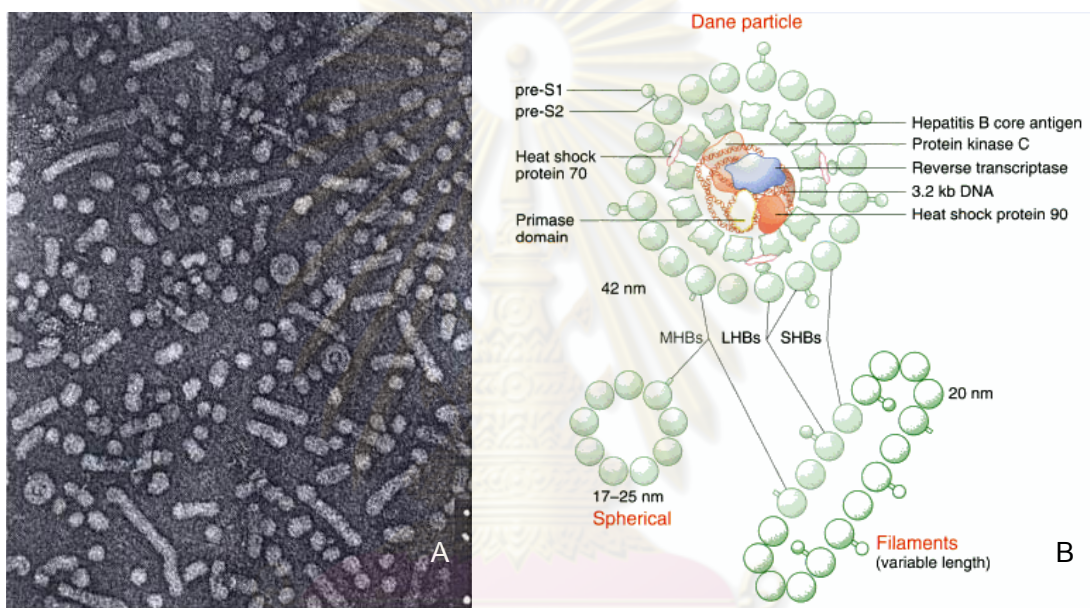 Dane particle
pre-S1
pre-S2
Heat shock
protein 70
Primase
domain
Hepatitis B core antigen
Protein kinase C
Reverse transcriptase
3.2 kb DNA
Heat shock protein 90
42 nm
MHBs
LHBs
SHBs
20 nm
17–25 nm
Spherical
Filaments
(variable length)
A
B